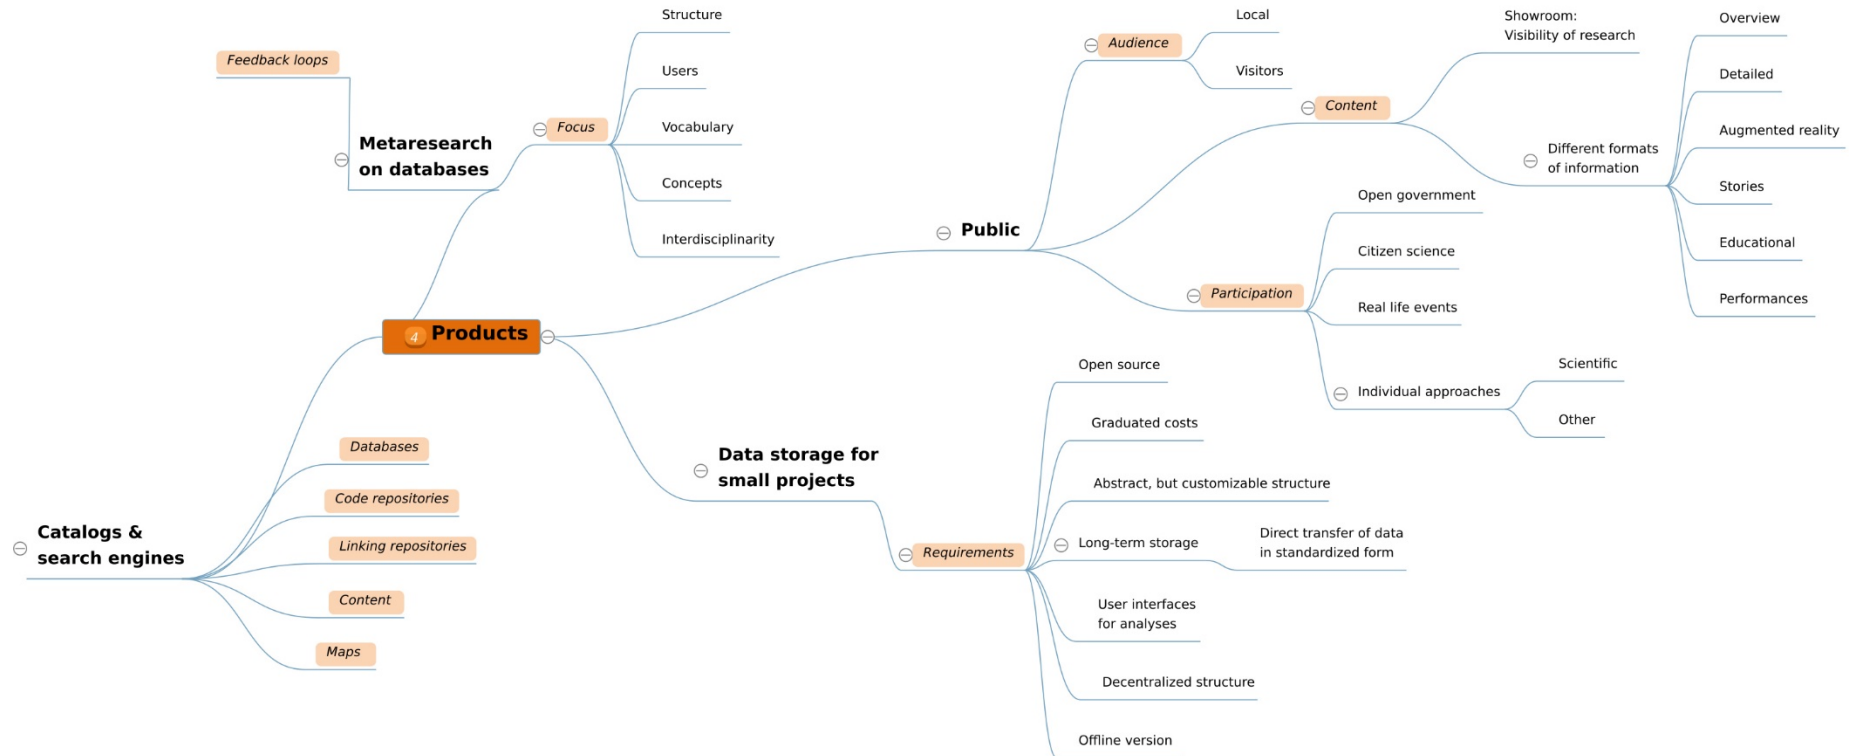 Feedback loops
Metaresearch
on databases
Focus
Structure
Users
Vocabulary
Concepts
Interdisciplinarity
4 Products
Public
Audience
Local
Visitors
Content
Showroom:
Visibility of research
Different formats
of information
Overview
Detailed
Augmented reality
Stories
Educational
Performances
Participation
Open government
Citizen science
Real life events
Individual approaches
Scientific
Other
Data storage for
small projects
Requirements
Open source
Graduated costs
Abstract, but customizable structure
Long-term storage
Direct transfer of data
in standardized form
User interfaces
for analyses
Decentralized structure
Offline version
Catalogs &
search engines
Databases
Code repositories
Linking repositories
Content
Maps